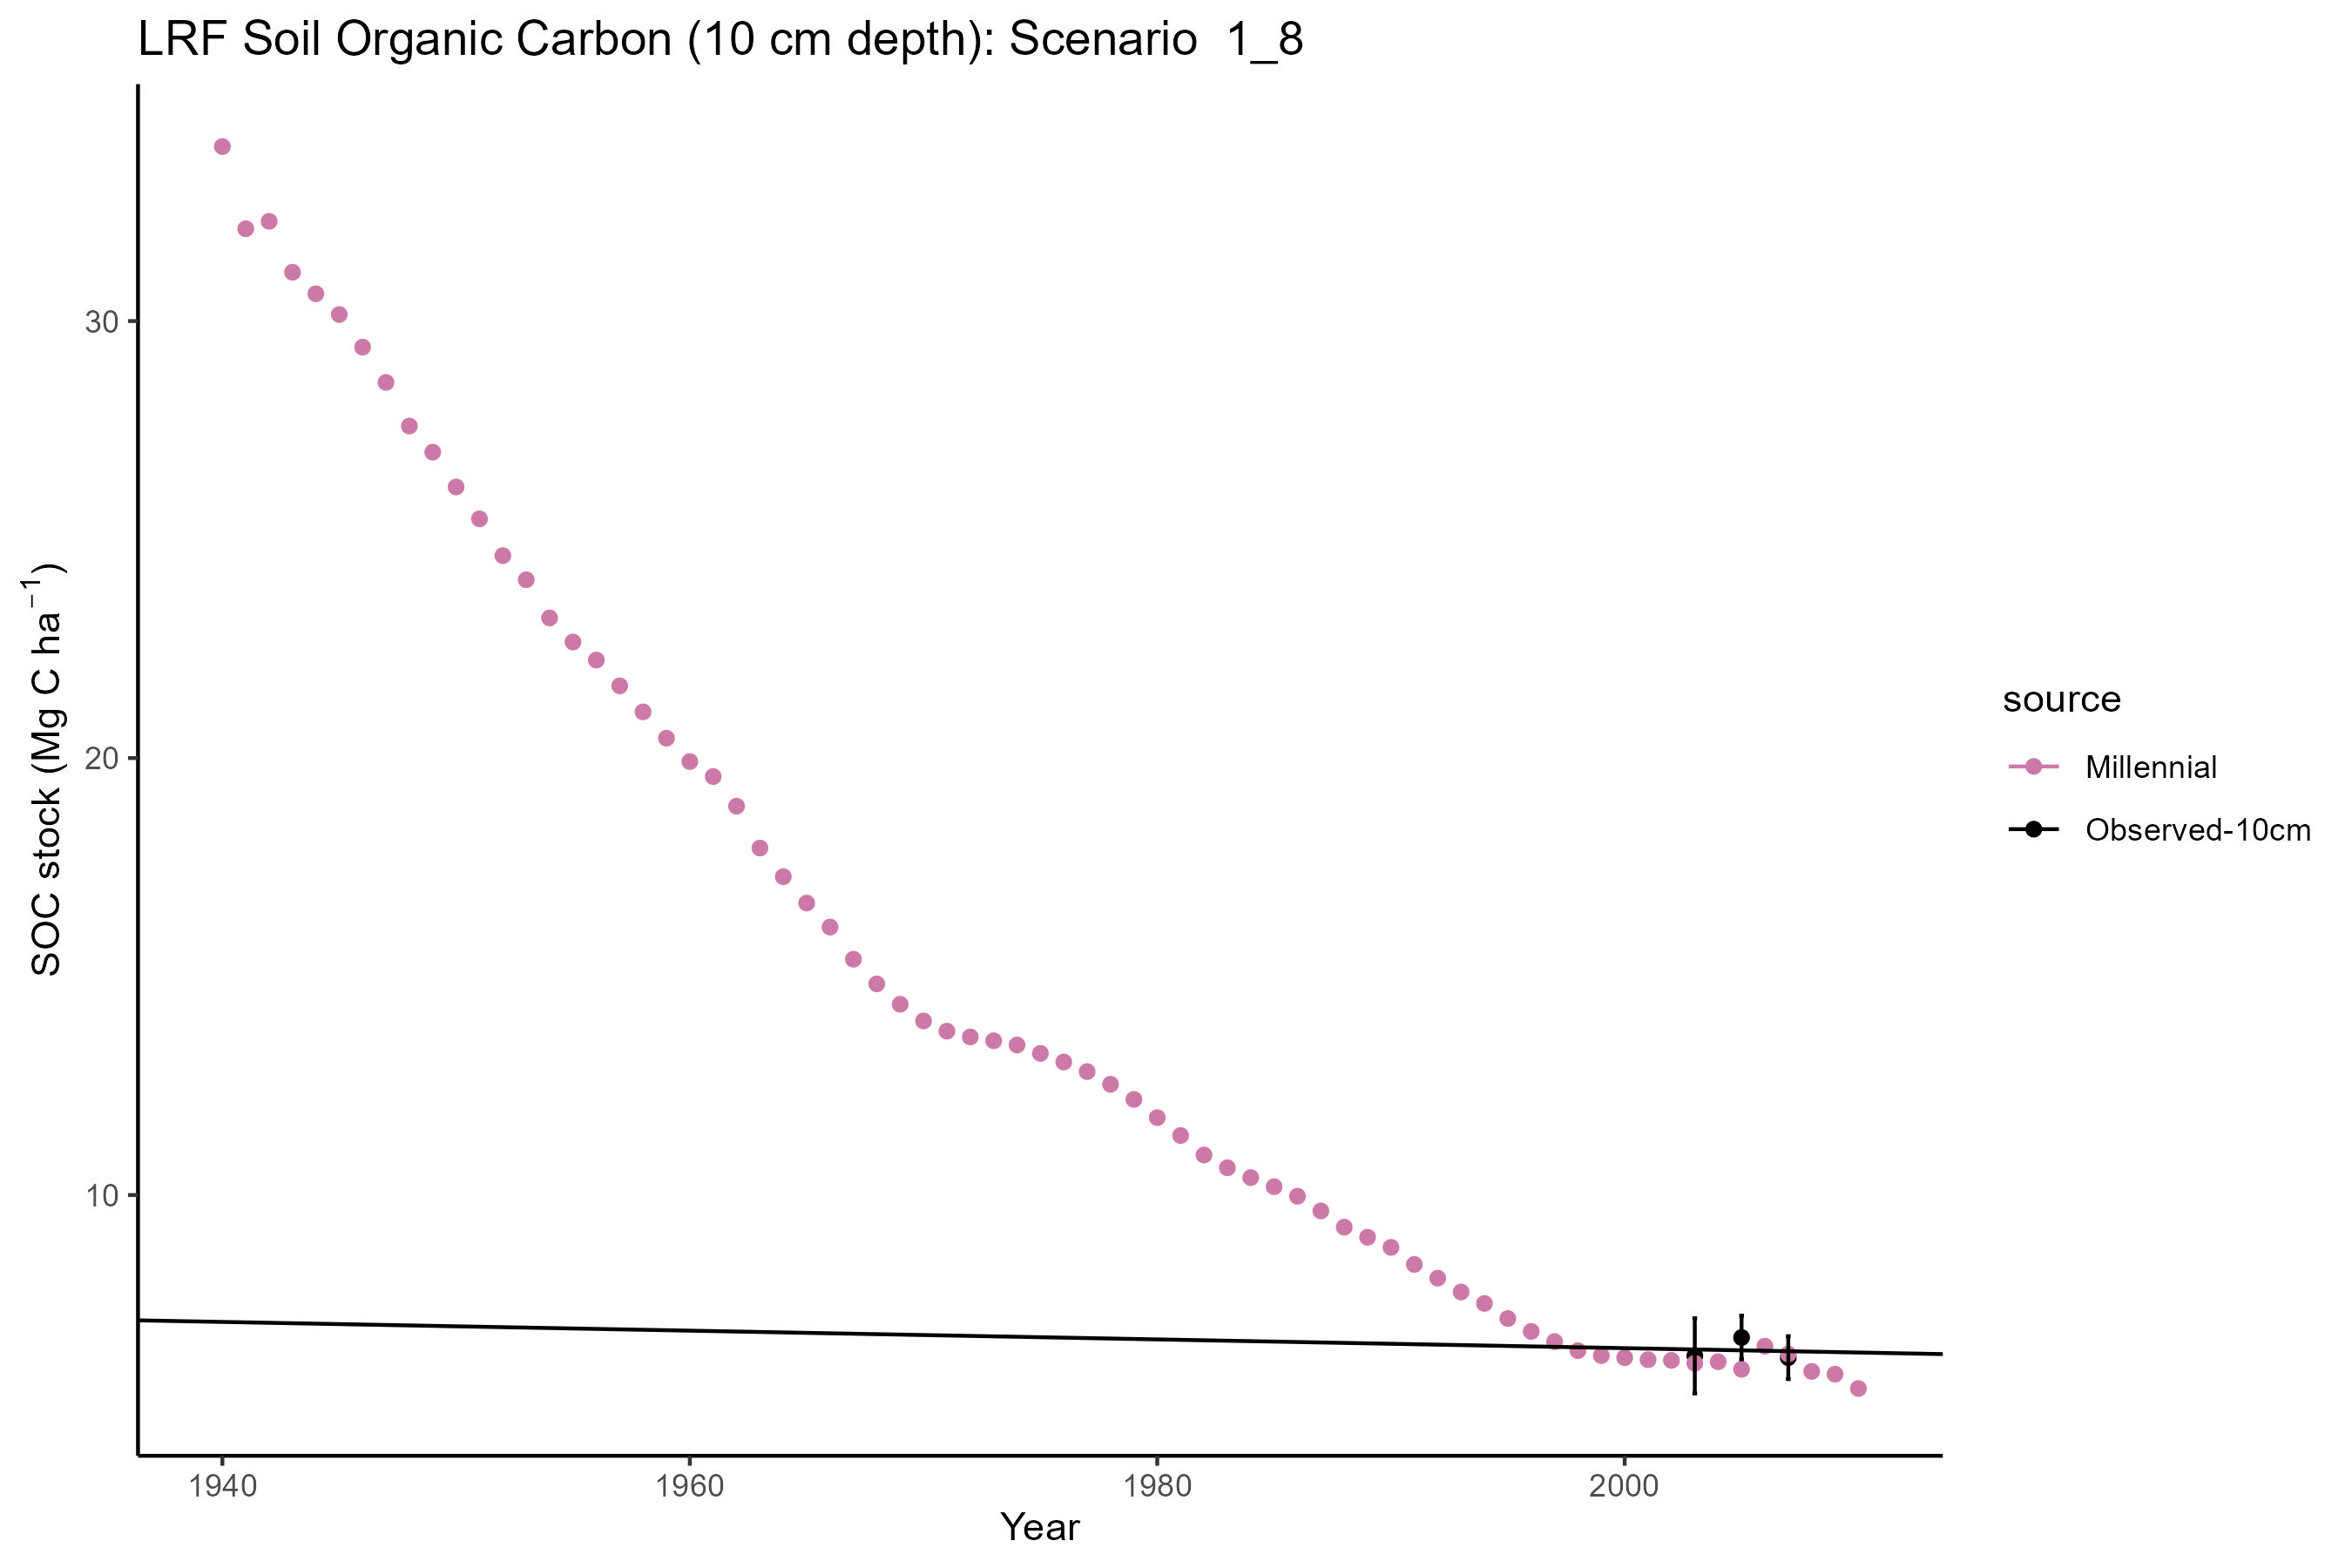 LRF Soil Organic Carbon (10 cm depth): Scenario  1_8
SOC stock (Mg C ha⁻¹)
30
20
10
1940
1960
1980
2000
Year
source
Millennial
Observed-10cm